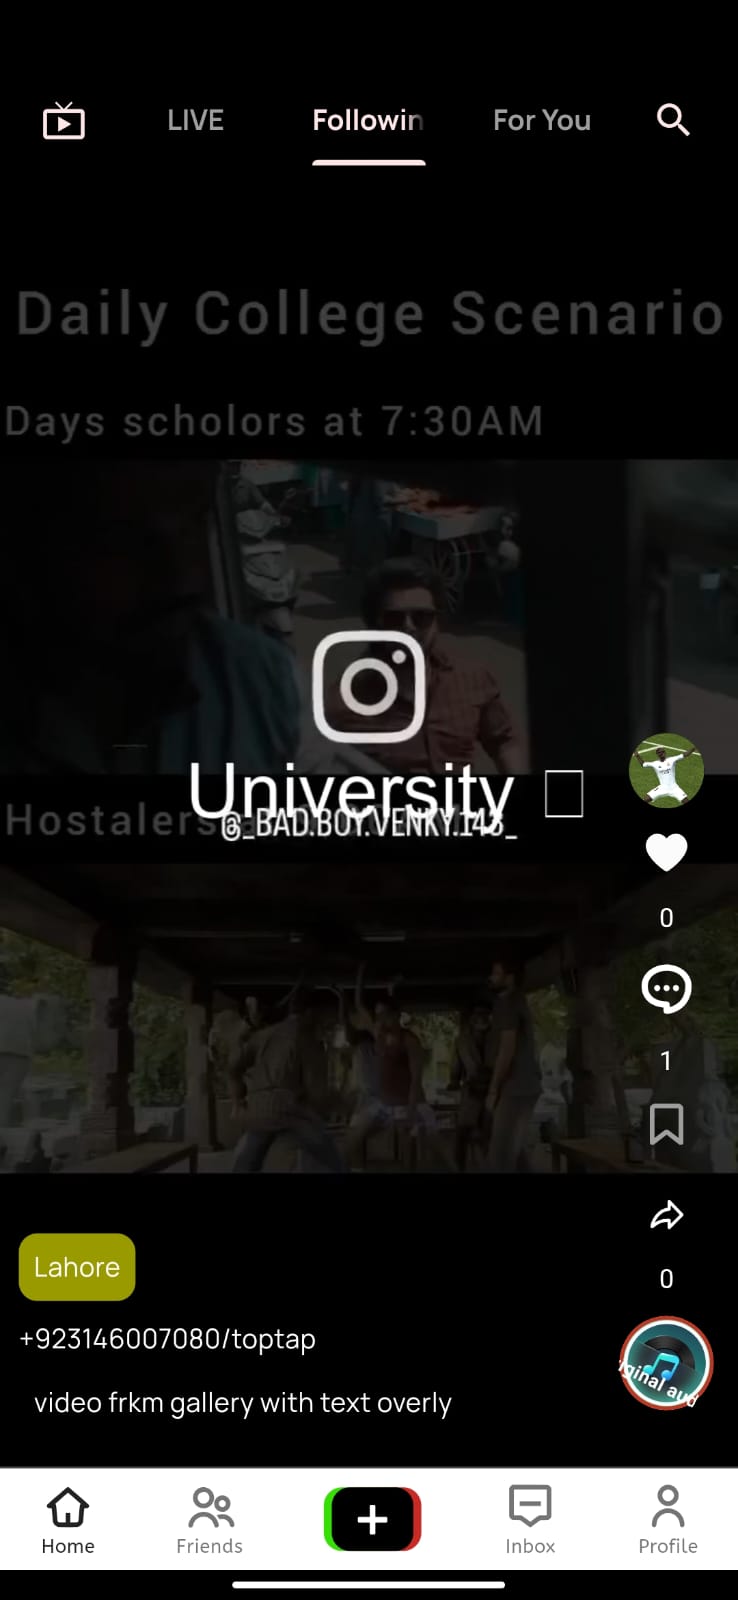 LIVE
Followin
For You
Daily College Scenario
Days scholors at 7:30AM
University
Hostalers
@_BAD.BOY.VENKY.143_
0
1
0
Lahore
+923146007080/toptap
iginal aud
video frkm gallery with text overly
Home
Friends
Inbox
Profile